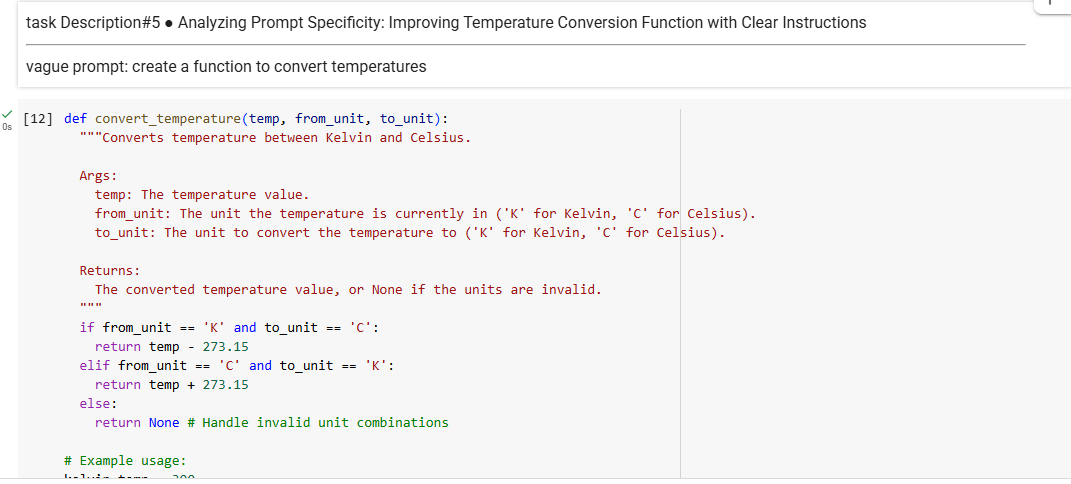 task Description#5 ● Analyzing Prompt Specificity: Improving Temperature Conversion Function with Clear Instructions
vague prompt: create a function to convert temperatures
0s
[12] def convert_temperature(temp, from_unit, to_unit):
"""Converts temperature between Kelvin and Celsius.
Args:
temp: The temperature value.
from_unit: The unit the temperature is currently in ('K' for Kelvin, 'C' for Celsius).
to_unit: The unit to convert the temperature to ('K' for Kelvin, 'C' for Celsius).
Returns:
The converted temperature value, or None if the units are invalid.
"""
if from_unit == 'K' and to_unit == 'C':
return temp - 273.15
elif from_unit == 'C' and to_unit == 'K':
return temp + 273.15
else:
return None # Handle invalid unit combinations
# Example usage: